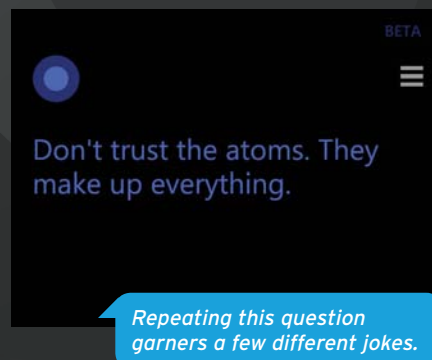 BETA
Don't trust the atoms. They
make up everything.
Repeating this question
garners a few different jokes.